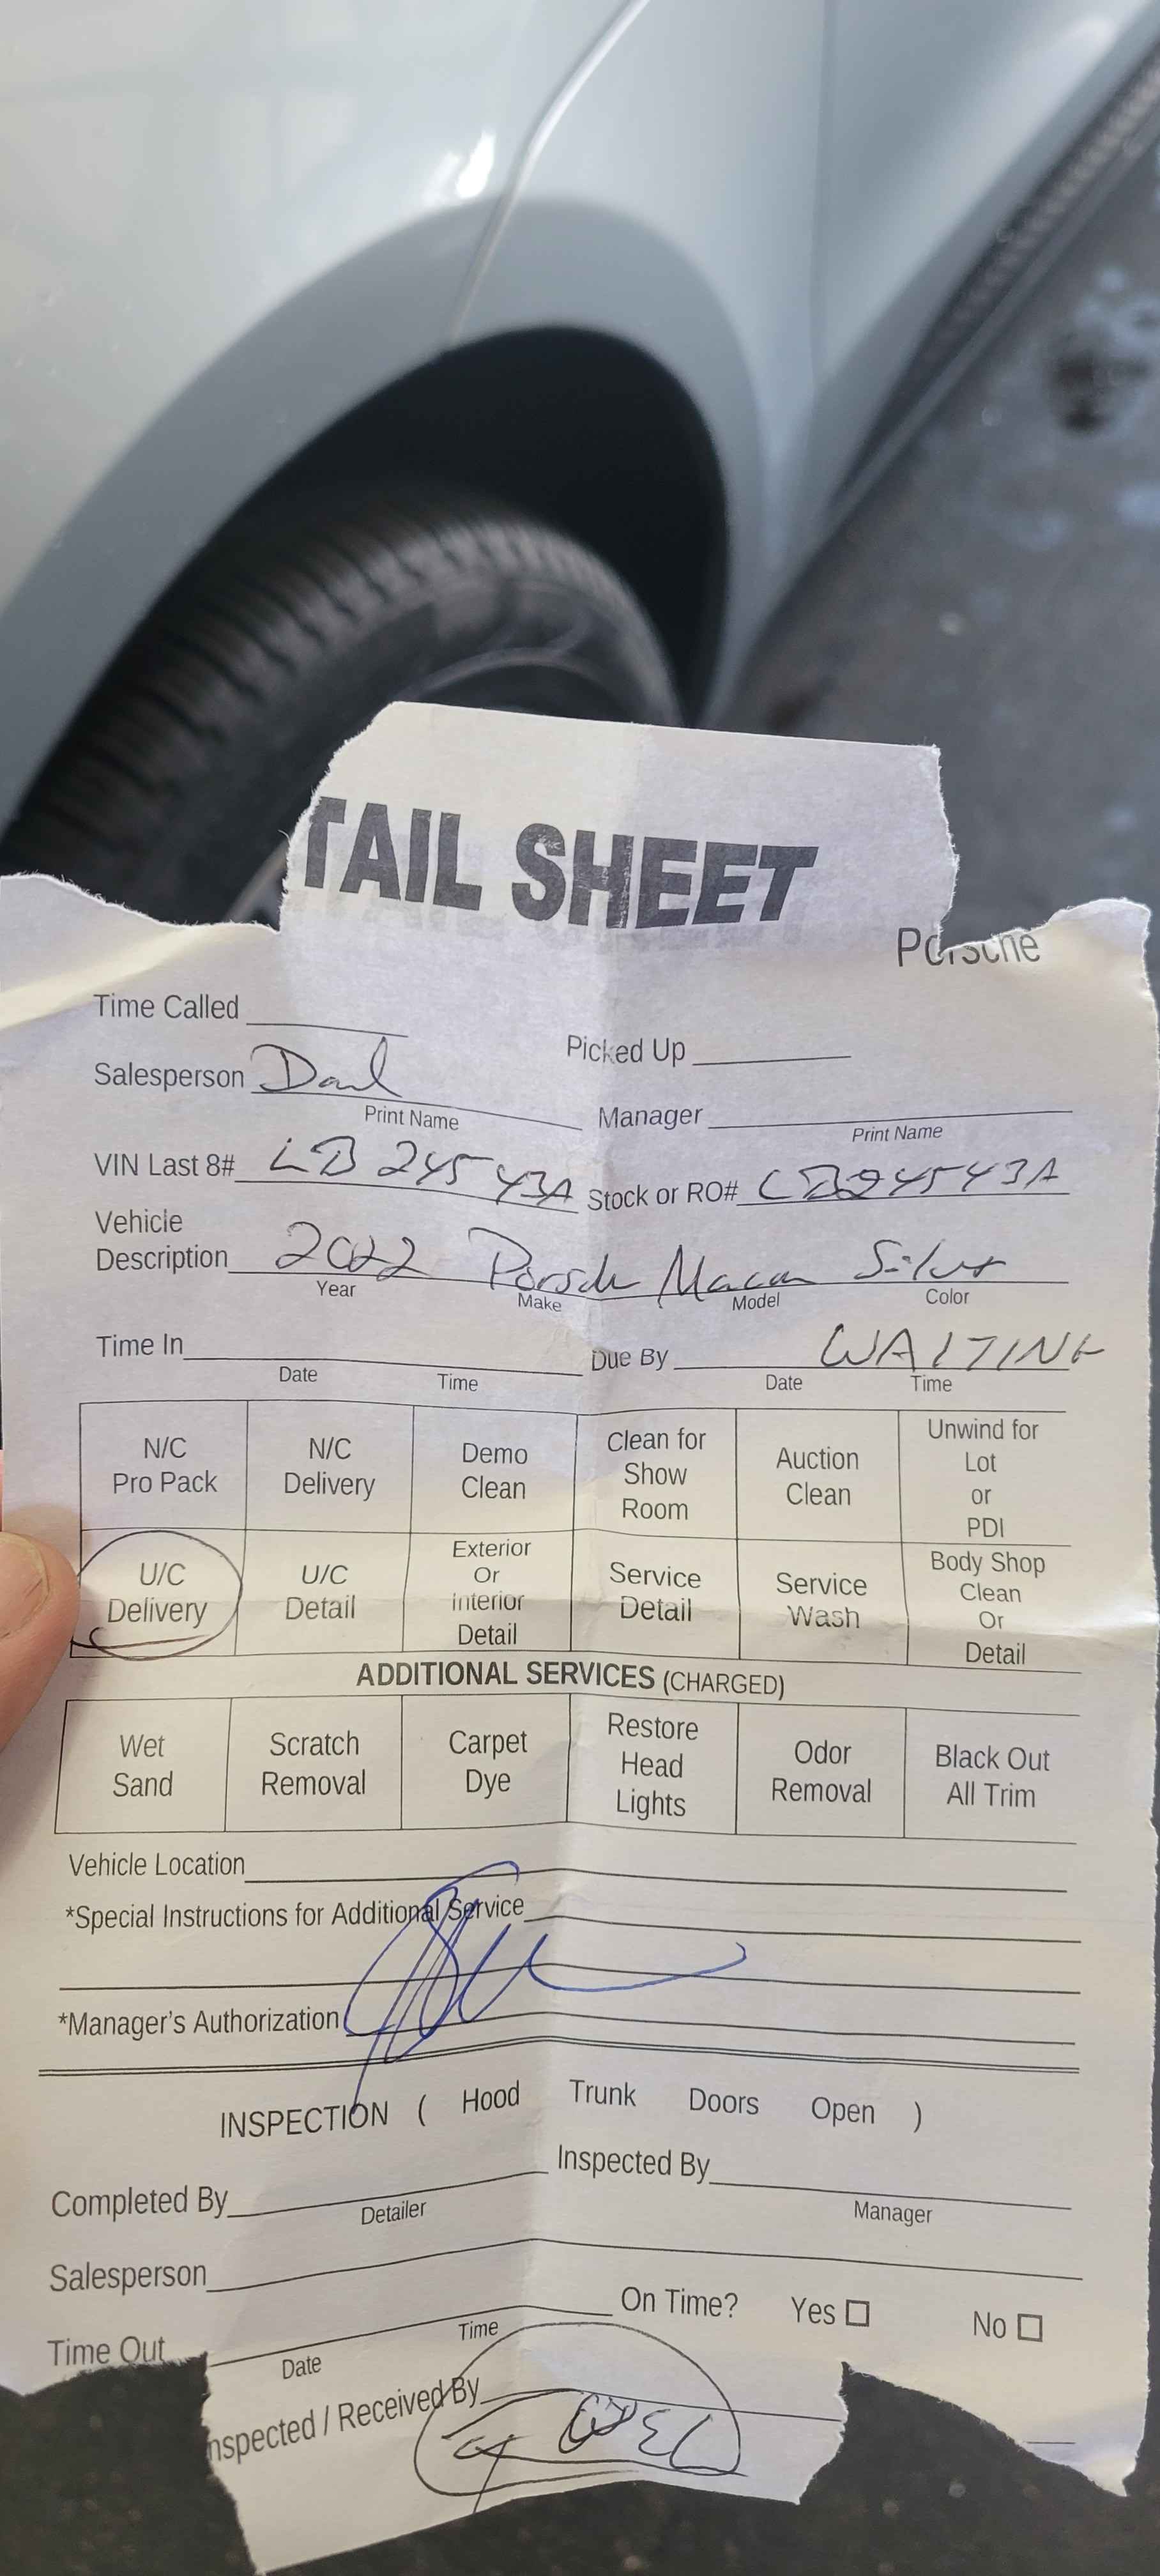 TAIL SHEET
Porsche
Time Called
Picked Up
Salesperson
Print Name
Manager
Print Name
VIN Last 8# LB 24543A Stock or RO# 24543A
Vehicle
Description 2022 Porsche Macan Silver
Year Make Model Color
Time In Due By WAITING
Date Time Date Time
N/C Pro Pack
N/C Delivery
Demo Clean
Clean for Show Room
Auction Clean
Unwind for Lot or PDI
U/C Delivery
U/C Detail
Exterior Or Interior Detail
Service Detail
Service Wash
Body Shop Clean Or Detail
ADDITIONAL SERVICES (CHARGED)
Wet Sand
Scratch Removal
Carpet Dye
Restore Head Lights
Odor Removal
Black Out All Trim
Vehicle Location
*Special Instructions for Additional Service
*Manager's Authorization
INSPECTION ( Hood Trunk Doors Open )
Completed By Inspected By
Detailer Manager
Salesperson
On Time? Yes No
Time Out
Date Time
nspected / Received By